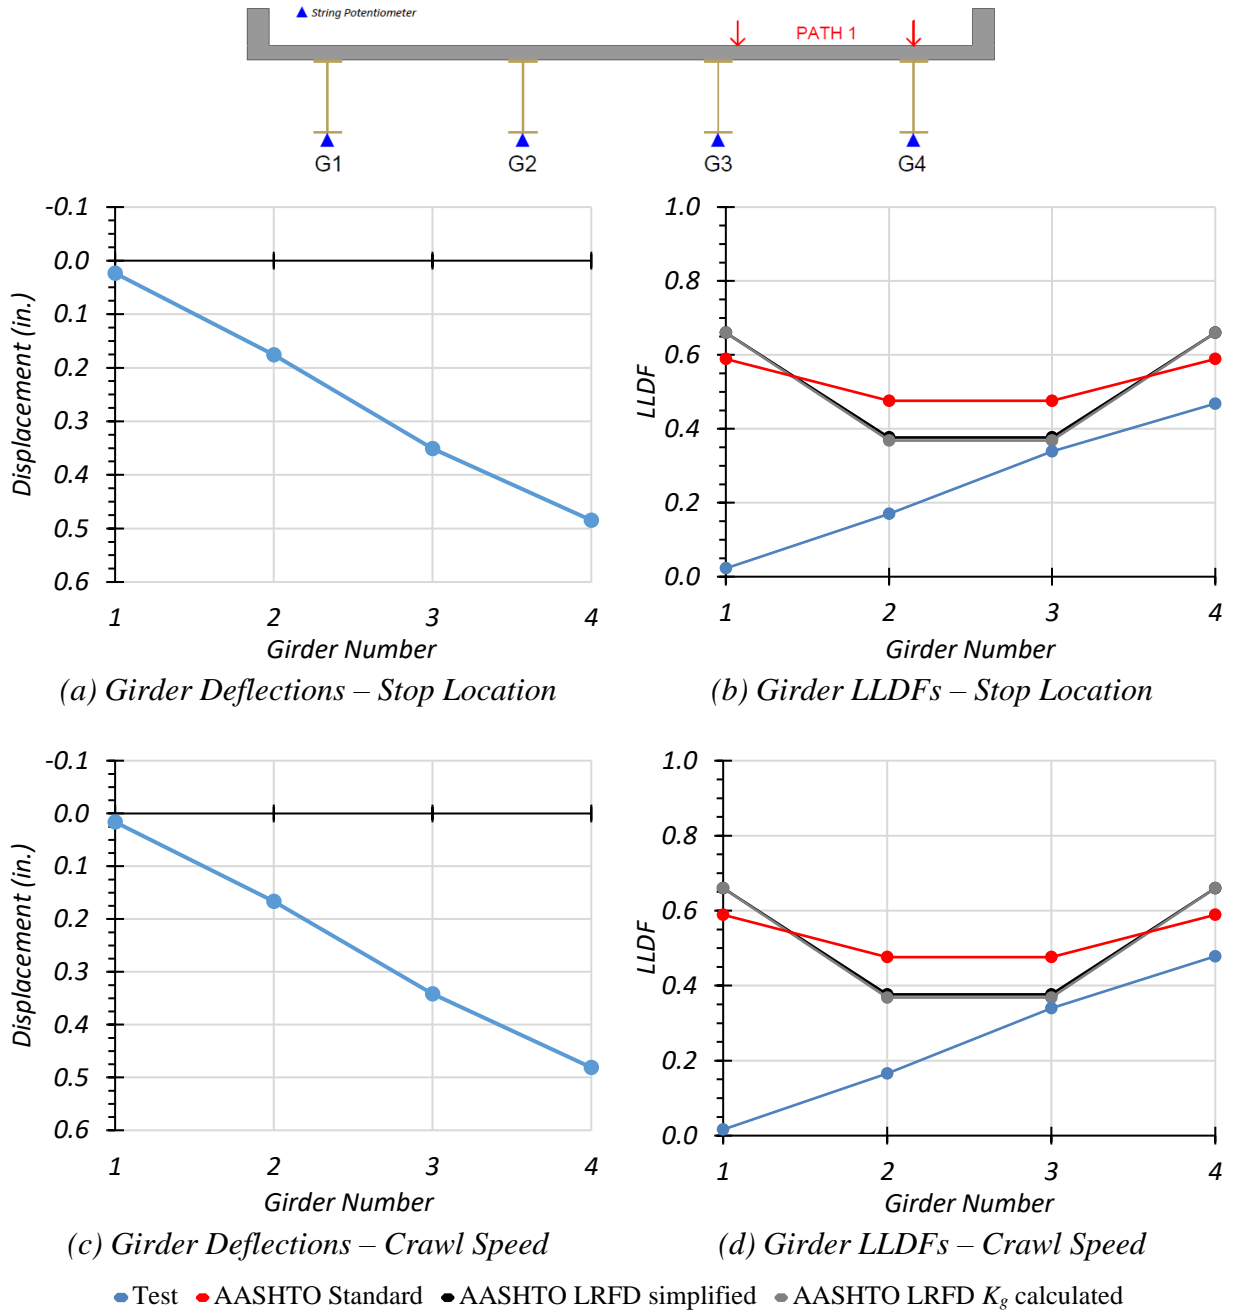 String Potentiometer
PATH 1
G1 G2 G3 G4
-0.1
0.0
0.1
0.2
0.3
0.4
0.5
0.6
Displacement (in.)
1 2 3 4
Girder Number
(a) Girder Deflections – Stop Location
1.0
0.8
0.6
0.4
0.2
0.0
LLDF
1 2 3 4
Girder Number
(b) Girder LLDFs – Stop Location
-0.1
0.0
0.1
0.2
0.3
0.4
0.5
0.6
Displacement (in.)
1 2 3 4
Girder Number
(c) Girder Deflections – Crawl Speed
1.0
0.8
0.6
0.4
0.2
0.0
LLDF
1 2 3 4
Girder Number
(d) Girder LLDFs – Crawl Speed
Test AASHTO Standard AASHTO LRFD simplified AASHTO LRFD Kg calculated